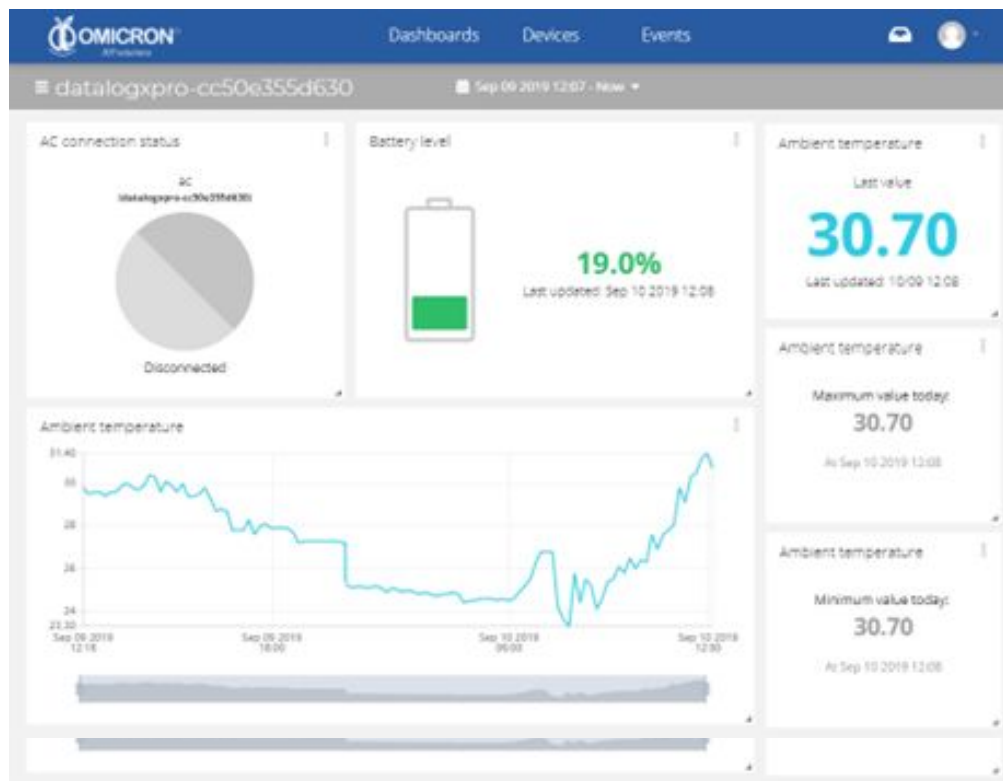 OMICRON
Dashboards Devices Events
datalogxpro-cc50e355d630
Sep 09 2019 12:07 - Now
AC connection status
ac
(datalogxpro-cc50e355d630)
Disconnected
Battery level
19.0%
Last updated: Sep 10 2019 12:08
Ambient temperature
Last value
30.70
Last updated: 10/09 12:08
Ambient temperature
Maximum value today:
30.70
At Sep 10 2019 12:08
Ambient temperature
31.40
30
28
26
24
23.30
Sep 09 2019
12:18
Sep 09 2019
18:00
Sep 10 2019
06:00
Sep 10 2019
12:00
Ambient temperature
Minimum value today:
30.70
At Sep 10 2019 12:08